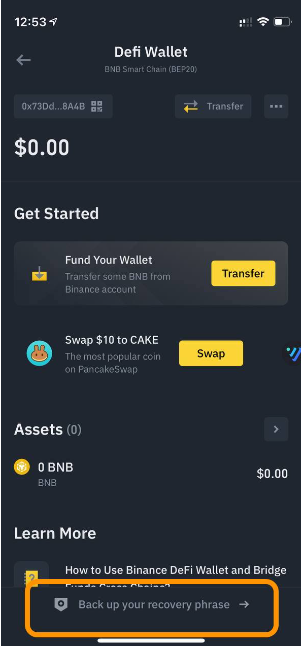 12:53
Defi Wallet
BNB Smart Chain (BEP20)
0x73Dd...8A4B
Transfer
$0.00
Get Started
Fund Your Wallet
Transfer some BNB from
Binance account
Transfer
Swap $10 to CAKE
The most popular coin
on PancakeSwap
Swap
Assets (0)
0 BNB
BNB
$0.00
Learn More
How to Use Binance DeFi Wallet and Bridge
Funds Cross Chains?
Back up your recovery phrase